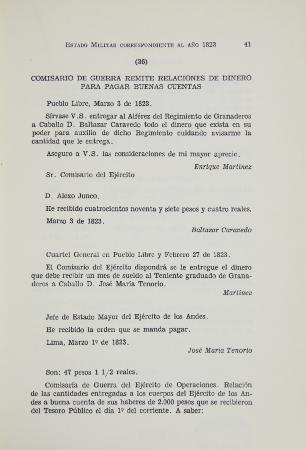 ESTADO MILITAR CORRESPONDIENTE AL AÑO 1823 41
(36)
COMISARIO DE GUERRA REMITE RELACIONES DE DINERO
PARA PAGAR BUENAS CUENTAS
Pueblo Libre, Marzo 3 de 1823.
Sírvase V.S. entregar al Alférez del Regimiento de Granaderos
a Caballo D. Baltazar Caravedo todo el dinero que exista en su
poder para auxilio de dicho Regimiento cuidando avisarme la
cantidad que le entrega.
Aseguro a V.S. las consideraciones de mi mayor aprecio.
Enrique Martínez
Sr. Comisario del Ejército
D. Alexo Junco.
He recibido cuatrocientos noventa y siete pesos y cuatro reales.
Marzo 3 de 1823.
Baltazar Caravedo
Cuartel General en Pueblo Libre y Febrero 27 de 1823.
El Comisario del Ejército dispondrá se le entregue el dinero
que debe recibir un mes de sueldo al Teniente graduado de Grana-
deros a Caballo D. José María Tenorio.
Martínez
Jefe de Estado Mayor del Ejército de los Andes.
He recibido la orden que se manda pagar.
Lima, Marzo 1º de 1823.
José María Tenorio
Son: 47 pesos 1 1/2 reales.
Comisaría de Guerra del Ejército de Operaciones. Relación
de las cantidades entregadas a los cuerpos del Ejército de los An-
des a buena cuenta de sus haberes de 2.000 pesos que se recibieron
del Tesoro Público el día 1º del corriente. A saber: